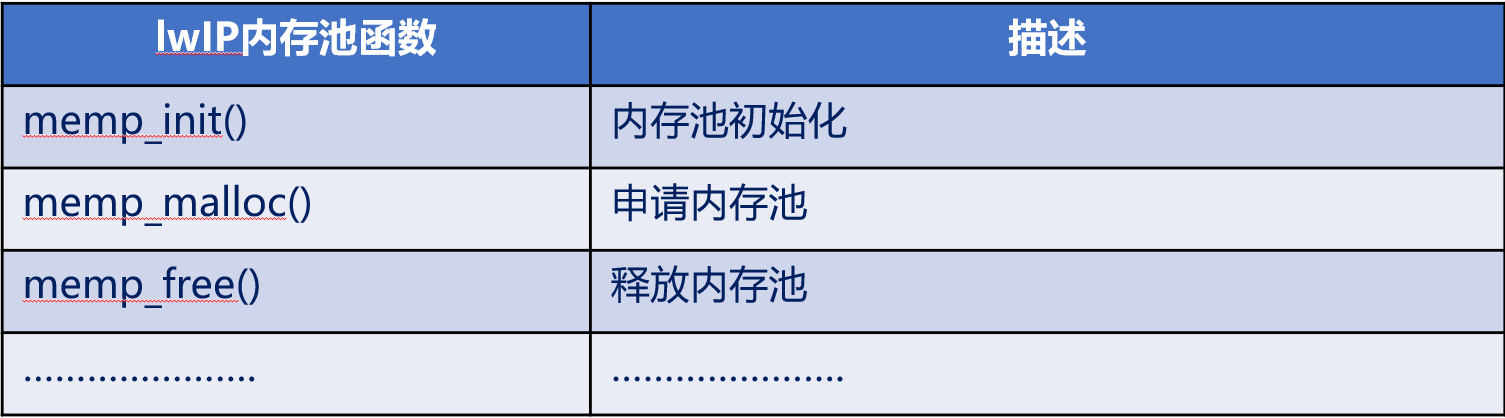 lwIP内存池函数 描述
memp_init() 内存池初始化
memp_malloc() 申请内存池
memp_free() 释放内存池
...................... ......................